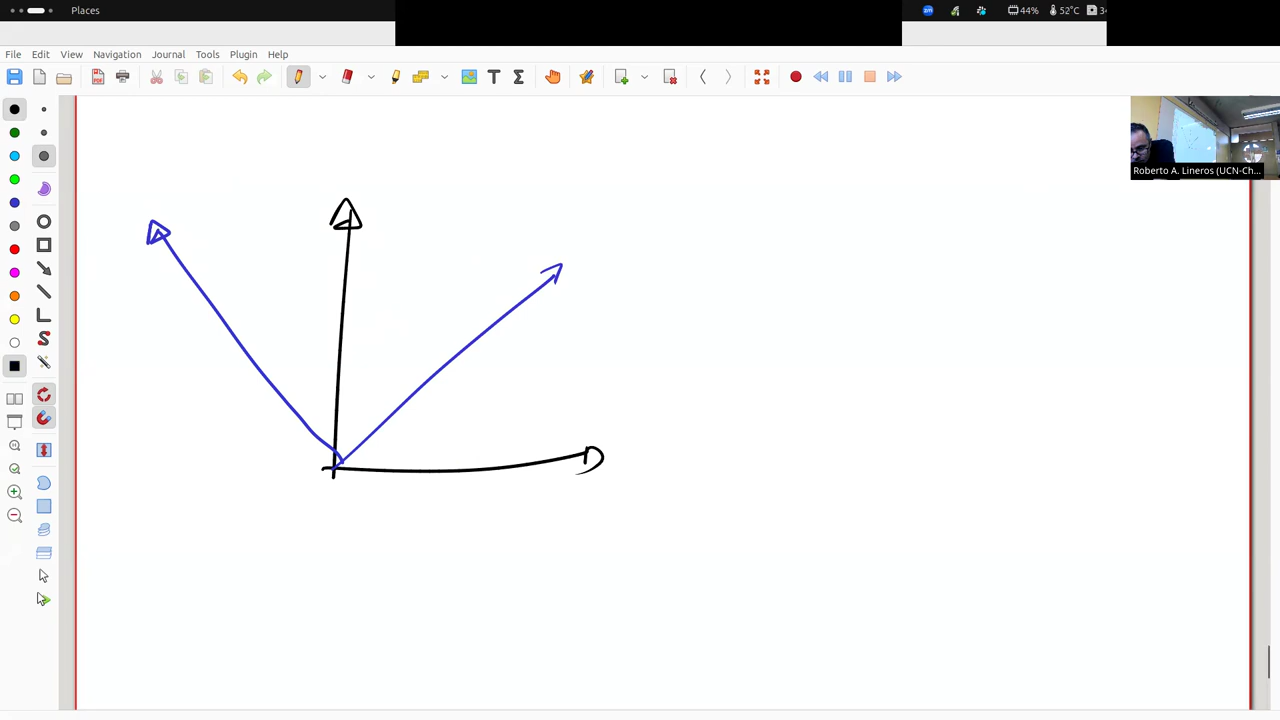 Places
44%
52°C
File Edit View Navigation Journal Tools Plugin Help
Roberto A. Lineros (UCN-Ch...